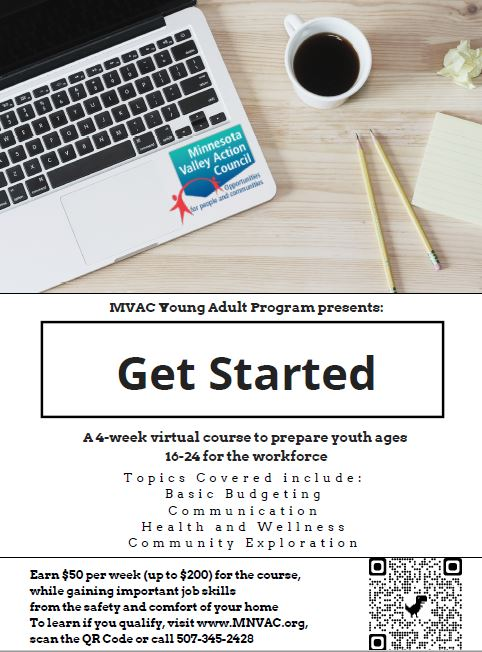 Minnesota
Valley Action
Council
Opportunities
for people and communities
MVAC Young Adult Program presents:
Get Started
A 4-week virtual course to prepare youth ages
16-24 for the workforce
Topics Covered include:
Basic Budgeting
Communication
Health and Wellness
Community Exploration
Earn $50 per week (up to $200) for the course,
while gaining important job skills
from the safety and comfort of your home
To learn if you qualify, visit www.MNVAC.org,
scan the QR Code or call 507-345-2428